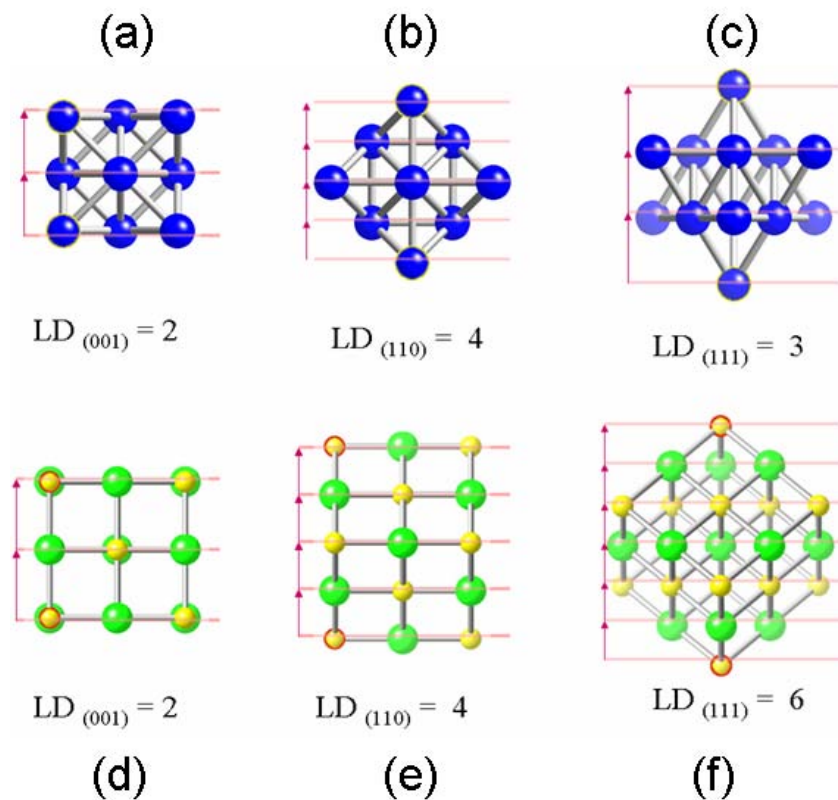 (a) (b) (c)
LD (001) = 2
LD (110) = 4
LD (111) = 3
LD (001) = 2
LD (110) = 4
LD (111) = 6
(d) (e) (f)